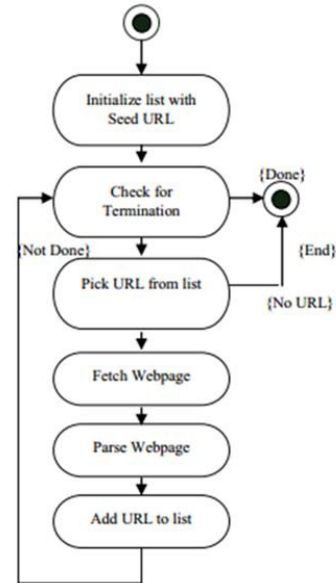 Initialize list with
Seed URL
Check for
Termination
{Done}
{Not Done}
{End}
Pick URL from list
{No URL}
Fetch Webpage
Parse Webpage
Add URL to list